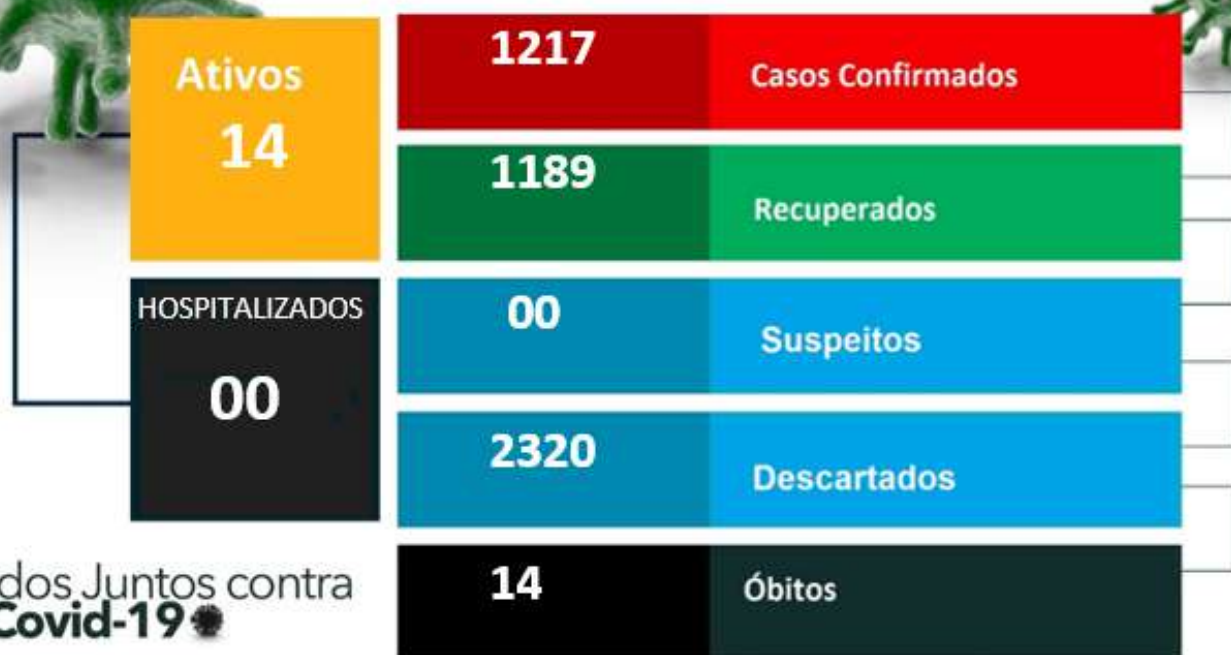 Ativos
14
HOSPITALIZADOS
00
1217
Casos Confirmados
1189
Recuperados
00
Suspeitos
2320
Descartados
14
Óbitos
dos Juntos contra
Covid-19